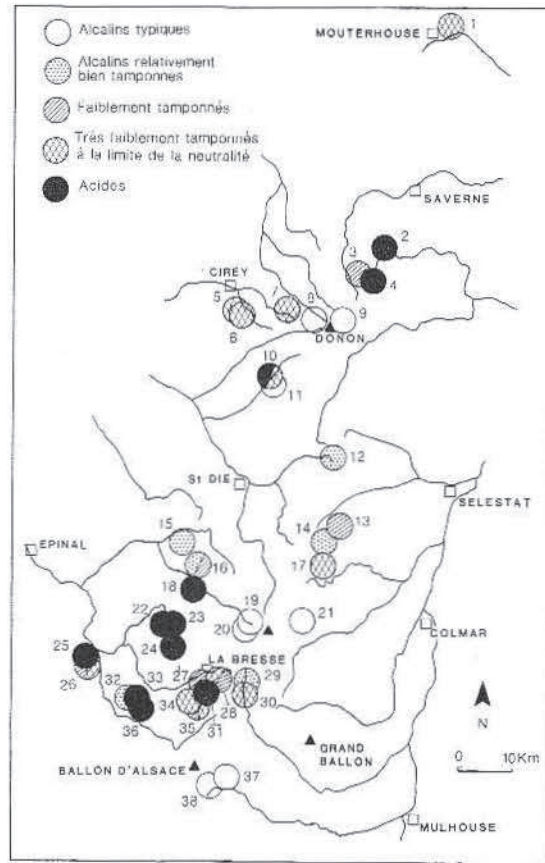 Alcalins typiques
Alcalins relativement
bien tamponnes
Faiblement tamponnés
Très faiblement tamponnés
à la limite de la neutralité
Acides
MOUTERHOUSE
1
SAVERNE
2
3
4
CIREY
5
6
7
8
9
DONON
10
11
12
St DIE
SELESTAT
13
14
15
EPINAL
16
17
18
19
20
21
22
23
24
COLMAR
25
26
LA BRESSE
27
28
29
30
31
32
33
34
35
36
N
GRAND
BALLON
0 10Km
BALLON D'ALSACE
37
38
MULHOUSE